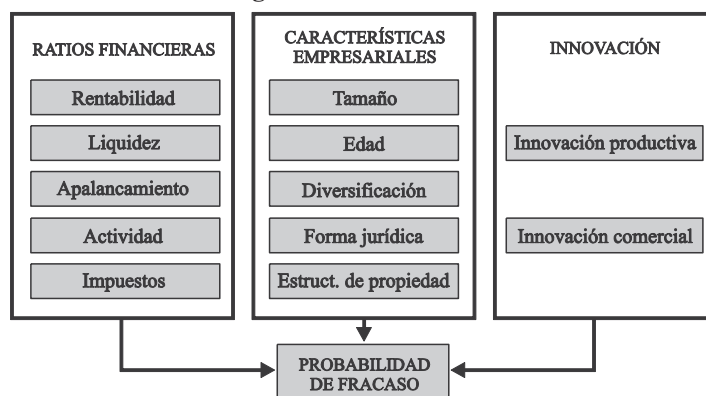 RATIOS FINANCIERAS
Rentabilidad
Liquidez
Apalancamiento
Actividad
Impuestos
CARACTERÍSTICAS
EMPRESARIALES
Tamaño
Edad
Diversificación
Forma jurídica
Estruct. de propiedad
INNOVACIÓN
Innovación productiva
Innovación comercial
PROBABILIDAD
DE FRACASO